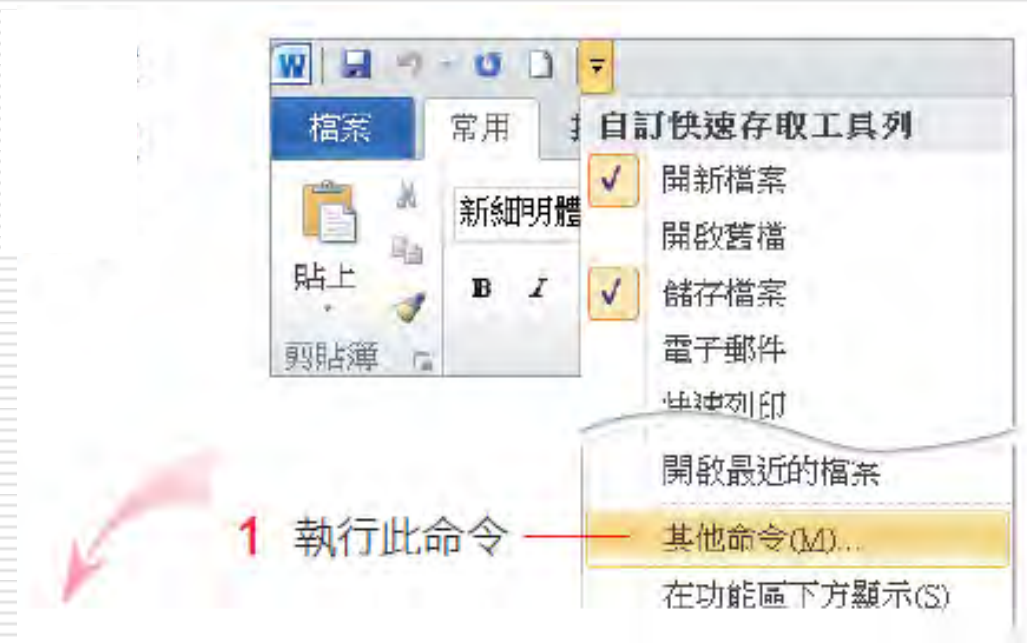 W
檔案
常用
貼上
剪貼簿
新細明體
B I
自訂快速存取工具列
開新檔案
開啟舊檔
儲存檔案
電子郵件
快速列印
開啟最近的檔案
其他命令(M)...
在功能區下方顯示(S)
1 執行此命令